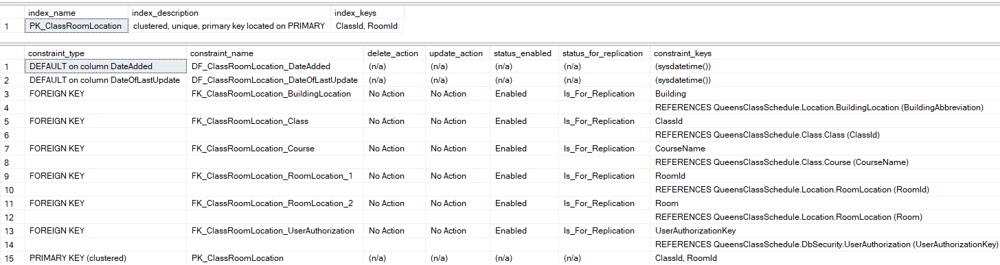 index_name index_description index_keys
1 PK_ClassRoomLocation clustered, unique, primary key located on PRIMARY ClassId, RoomId
constraint_type constraint_name delete_action update_action status_enabled status_for_replication constraint_keys
1 DEFAULT on column DateAdded DF_ClassRoomLocation_DateAdded (n/a) (n/a) (n/a) (n/a) (sysdatetime())
2 DEFAULT on column DateOfLastUpdate DF_ClassRoomLocation_DateOfLastUpdate (n/a) (n/a) (n/a) (n/a) (sysdatetime())
3 FOREIGN KEY FK_ClassRoomLocation_BuildingLocation No Action No Action Enabled Is_For_Replication Building
4 REFERENCES QueensClassSchedule.Location.BuildingLocation (BuildingAbbreviation)
5 FOREIGN KEY FK_ClassRoomLocation_Class No Action No Action Enabled Is_For_Replication ClassId
6 REFERENCES QueensClassSchedule.Class.Class (ClassId)
7 FOREIGN KEY FK_ClassRoomLocation_Course No Action No Action Enabled Is_For_Replication CourseName
8 REFERENCES QueensClassSchedule.Class.Course (CourseName)
9 FOREIGN KEY FK_ClassRoomLocation_RoomLocation_1 No Action No Action Enabled Is_For_Replication RoomId
10 REFERENCES QueensClassSchedule.Location.RoomLocation (RoomId)
11 FOREIGN KEY FK_ClassRoomLocation_RoomLocation_2 No Action No Action Enabled Is_For_Replication Room
12 REFERENCES QueensClassSchedule.Location.RoomLocation (Room)
13 FOREIGN KEY FK_ClassRoomLocation_UserAuthorization No Action No Action Enabled Is_For_Replication UserAuthorizationKey
14 REFERENCES QueensClassSchedule.DbSecurity.UserAuthorization (UserAuthorizationKey)
15 PRIMARY KEY (clustered) PK_ClassRoomLocation (n/a) (n/a) (n/a) (n/a) ClassId, RoomId